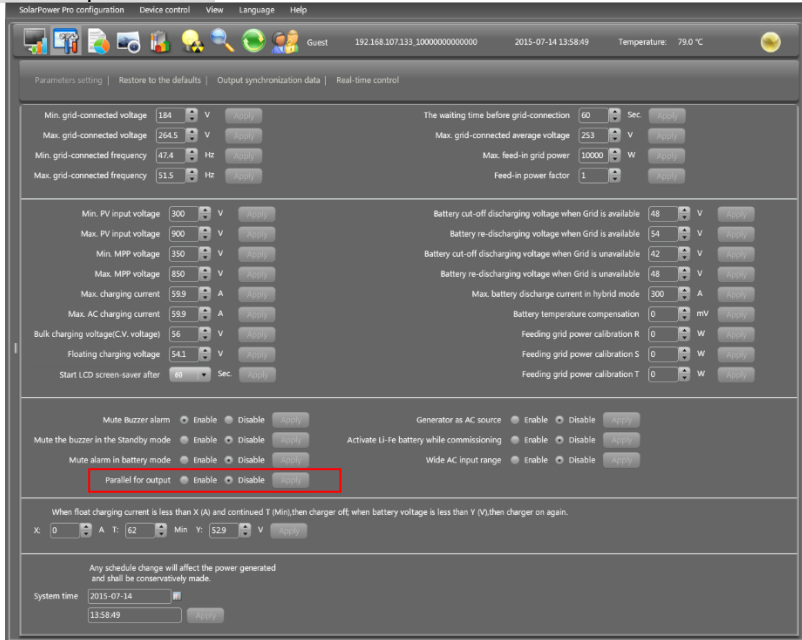 SolarPower Pro configuration Device control View Language Help
Guest 192.168.107.133_10000000000000 2015-07-14 13:58:49 Temperature: 79.0 ℃
Parameters setting | Restore to the defaults | Output synchronization data | Real-time control
Min. grid-connected voltage 184 V Apply The waiting time before grid-connection 60 Sec. Apply
Max. grid-connected voltage 264.5 V Apply Max. grid-connected average voltage 253 V Apply
Min. grid-connected frequency 47.4 Hz Apply Max. feed-in grid power 10000 W Apply
Max. grid-connected frequency 51.5 Hz Apply Feed-in power factor 1 Apply
Min. PV input voltage 300 V Apply Battery cut-off discharging voltage when Grid is available 48 V Apply
Max. PV input voltage 900 V Apply Battery re-discharging voltage when Grid is available 54 V Apply
Min. MPP voltage 350 V Apply Battery cut-off discharging voltage when Grid is unavailable 42 V Apply
Max. MPP voltage 850 V Apply Battery re-discharging voltage when Grid is unavailable 48 V Apply
Max. charging current 59.9 A Apply Max. battery discharge current in hybrid mode 300 A Apply
Max. AC charging current 59.9 A Apply Battery temperature compensation 0 mV Apply
Bulk charging voltage(C.V. voltage) 56 V Apply Feeding grid power calibration R 0 W Apply
Floating charging voltage 54.1 V Apply Feeding grid power calibration S 0 W Apply
Start LCD screen-saver after 60 Sec. Apply Feeding grid power calibration T 0 W Apply
Mute Buzzer alarm Enable Disable Apply Generator as AC source Enable Disable Apply
Mute the buzzer in the Standby mode Enable Disable Apply Activate Li-Fe battery while commissioning Enable Disable Apply
Mute alarm in battery mode Enable Disable Apply Wide AC input range Enable Disable Apply
Parallel for output Enable Disable Apply
When float charging current is less than X (A) and continued T (Min),then charger off, when battery voltage is less than Y (V),then charger on again.
X: 0 A T: 62 Min Y: 52.9 V Apply
Any schedule change will affect the power generated
and shall be conservatively made.
System time 2015-07-14
13:58:49 Apply